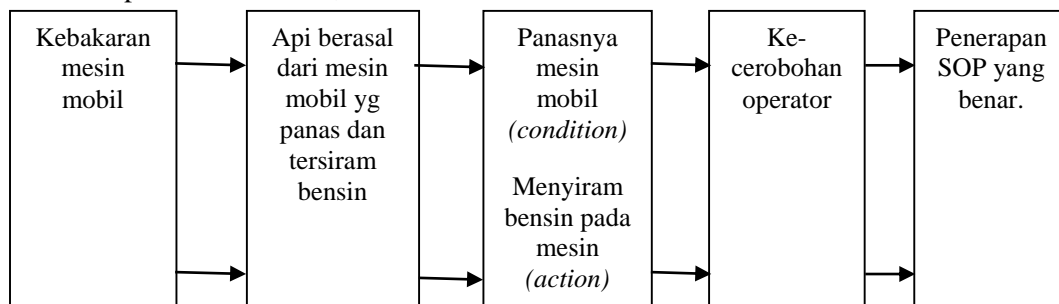 Kebakaran
mesin
mobil
Api berasal
dari mesin
mobil yg
panas dan
tersiram
bensin
Panasnya
mesin
mobil
(condition)
Menyiram
bensin pada
mesin
(action)
Ke-
cerobohan
operator
Penerapan
SOP yang
benar.